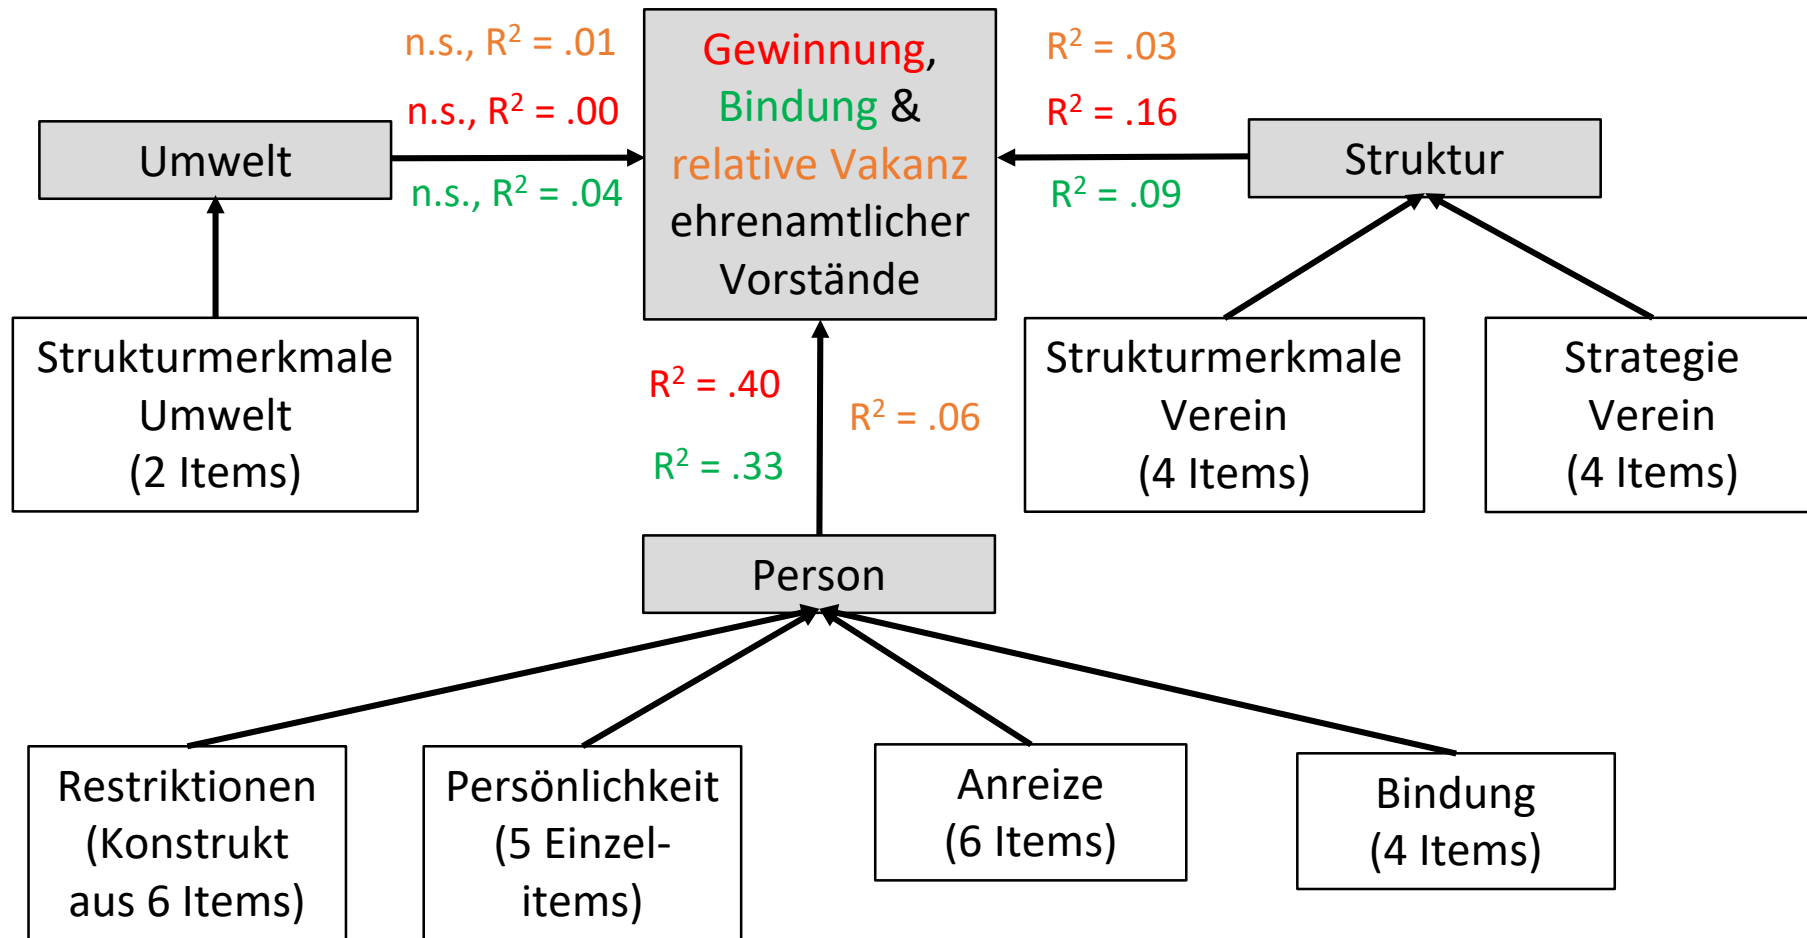 n.s., R² = .01
n.s., R² = .00
n.s., R² = .04
Gewinnung,
Bindung &
relative Vakanz
ehrenamtlicher
Vorstände
R² = .03
R² = .16
R² = .09
Umwelt
Struktur
Strukturmerkmale
Umwelt
(2 Items)
R² = .40
R² = .06
R² = .33
Strukturmerkmale
Verein
(4 Items)
Strategie
Verein
(4 Items)
Person
Restriktionen
(Konstrukt
aus 6 Items)
Persönlichkeit
(5 Einzel-
items)
Anreize
(6 Items)
Bindung
(4 Items)